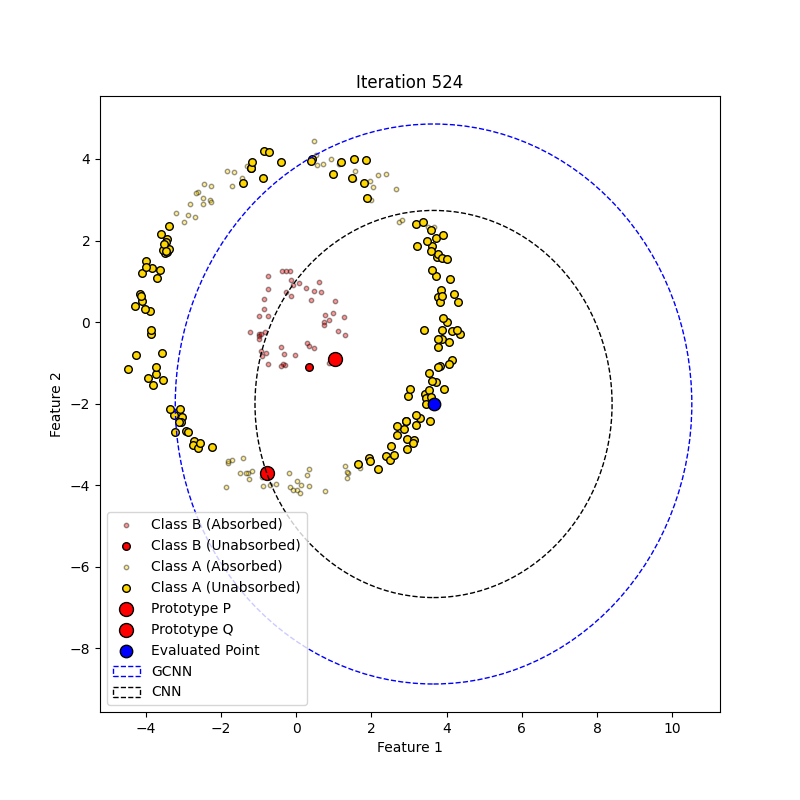 Iteration 524
4
2
0
−2
−4
−6
−8
Feature 2
Class B (Absorbed)
Class B (Unabsorbed)
Class A (Absorbed)
Class A (Unabsorbed)
Prototype P
Prototype Q
Evaluated Point
GCNN
CNN
−4 −2 0 2 4 6 8 10
Feature 1